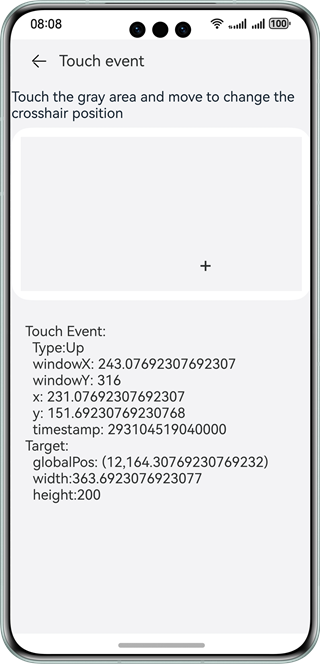 08:08
100
Touch event
Touch the gray area and move to change the
crosshair position
Touch Event:
Type:Up
windowX: 243.07692307692307
windowY: 316
x: 231.07692307692307
y: 151.69230769230768
timestamp: 293104519040000
Target:
globalPos: (12,164.30769230769232)
width:363.6923076923077
height:200